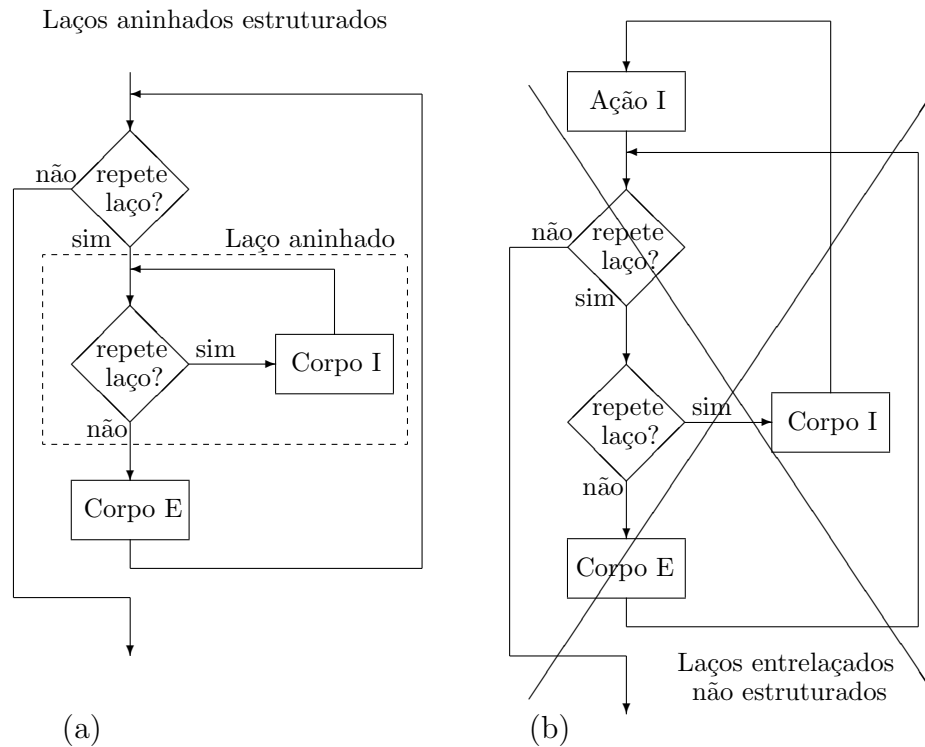 Laços aninhados estruturados
não
repete
laço?
sim
Laço aninhado
repete
laço?
sim
Corpo I
não
Corpo E
(a)
Ação I
não
repete
laço?
sim
repete
laço?
sim
Corpo I
não
Corpo E
Laços entrelaçados
não estruturados
(b)